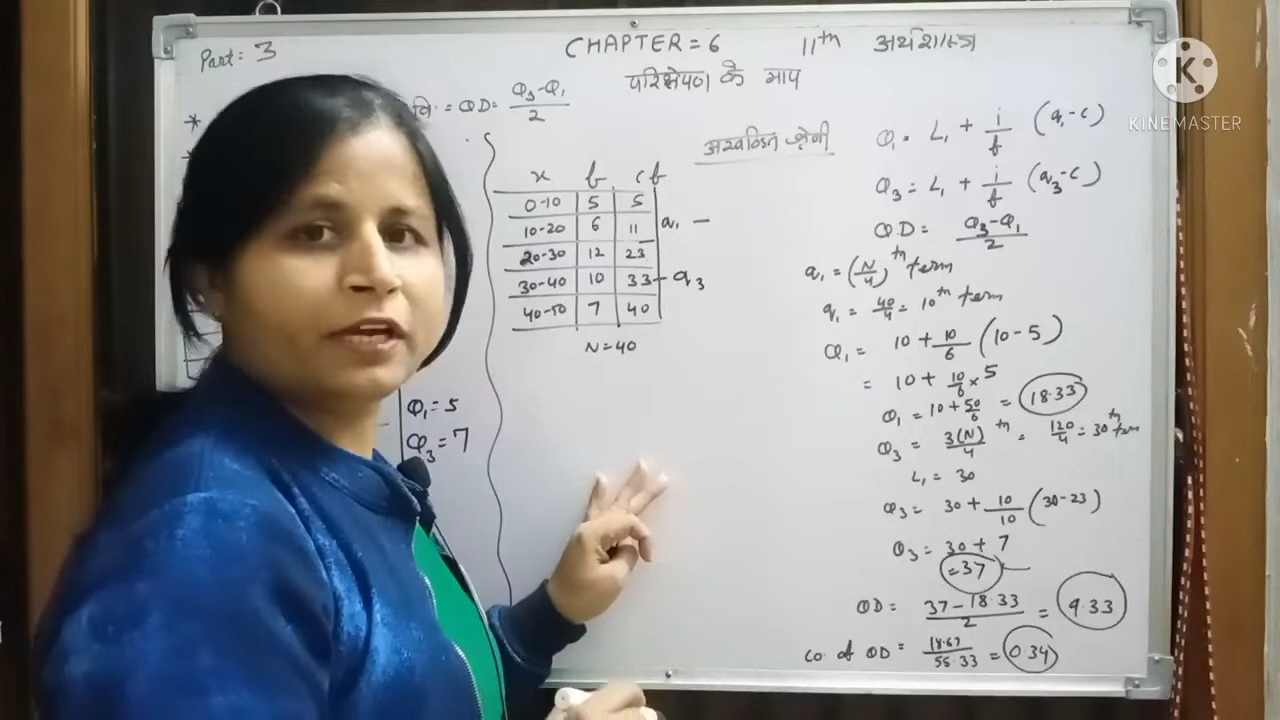 Part: 3
CHAPTER = 6 11th अर्थशास्त्र
परिक्षेपण के माप
K
KINEMASTER
*
वि. = QD = Q3-Q1/2
अखण्डित श्रेणी
x f cf
0-10 5 5
10-20 6 11 q1 —
20-30 12 23
30-40 10 33 – q3
40-50 7 40
N = 40
Q1 = 5
Q3 = 7
Q1 = L1 + i/f (q1-c)
Q3 = L1 + i/f (q3-c)
QD = Q3-Q1/2
q1 = (N/4)th term
q1 = 40/4 = 10th term
Q1 = 10 + 10/6 (10-5)
= 10 + 10/6 × 5
Q1 = 10 + 50/6 = 18.33
Q3 = 3(N)/4 th = 120/4 = 30th term
L1 = 30
Q3 = 30 + 10/10 (30-23)
Q3 = 30 + 7
= 37
QD = 37-18.33/2 = 9.33
co. of QD = 18.67/55.33 = 0.34